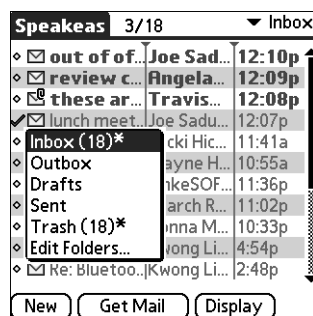 Speakeas 3/18 Inbox
out of of... Joe Sad... 12:10p
review c... Angela... 12:09p
these ar... Travis... 12:08p
lunch meet.. Joe Sadu... 12:07p
Inbox (18)* cki Hic... 11:41a
Outbox ayne H... 10:55a
Drafts nkeSOF... 11:36p
Sent arch R... 11:02p
Trash (18)* onna M... 10:33p
Edit Folders... wong Li... 4:54p
Re: Bluetoo.. Kwong Li... 2:48p
New Get Mail Display